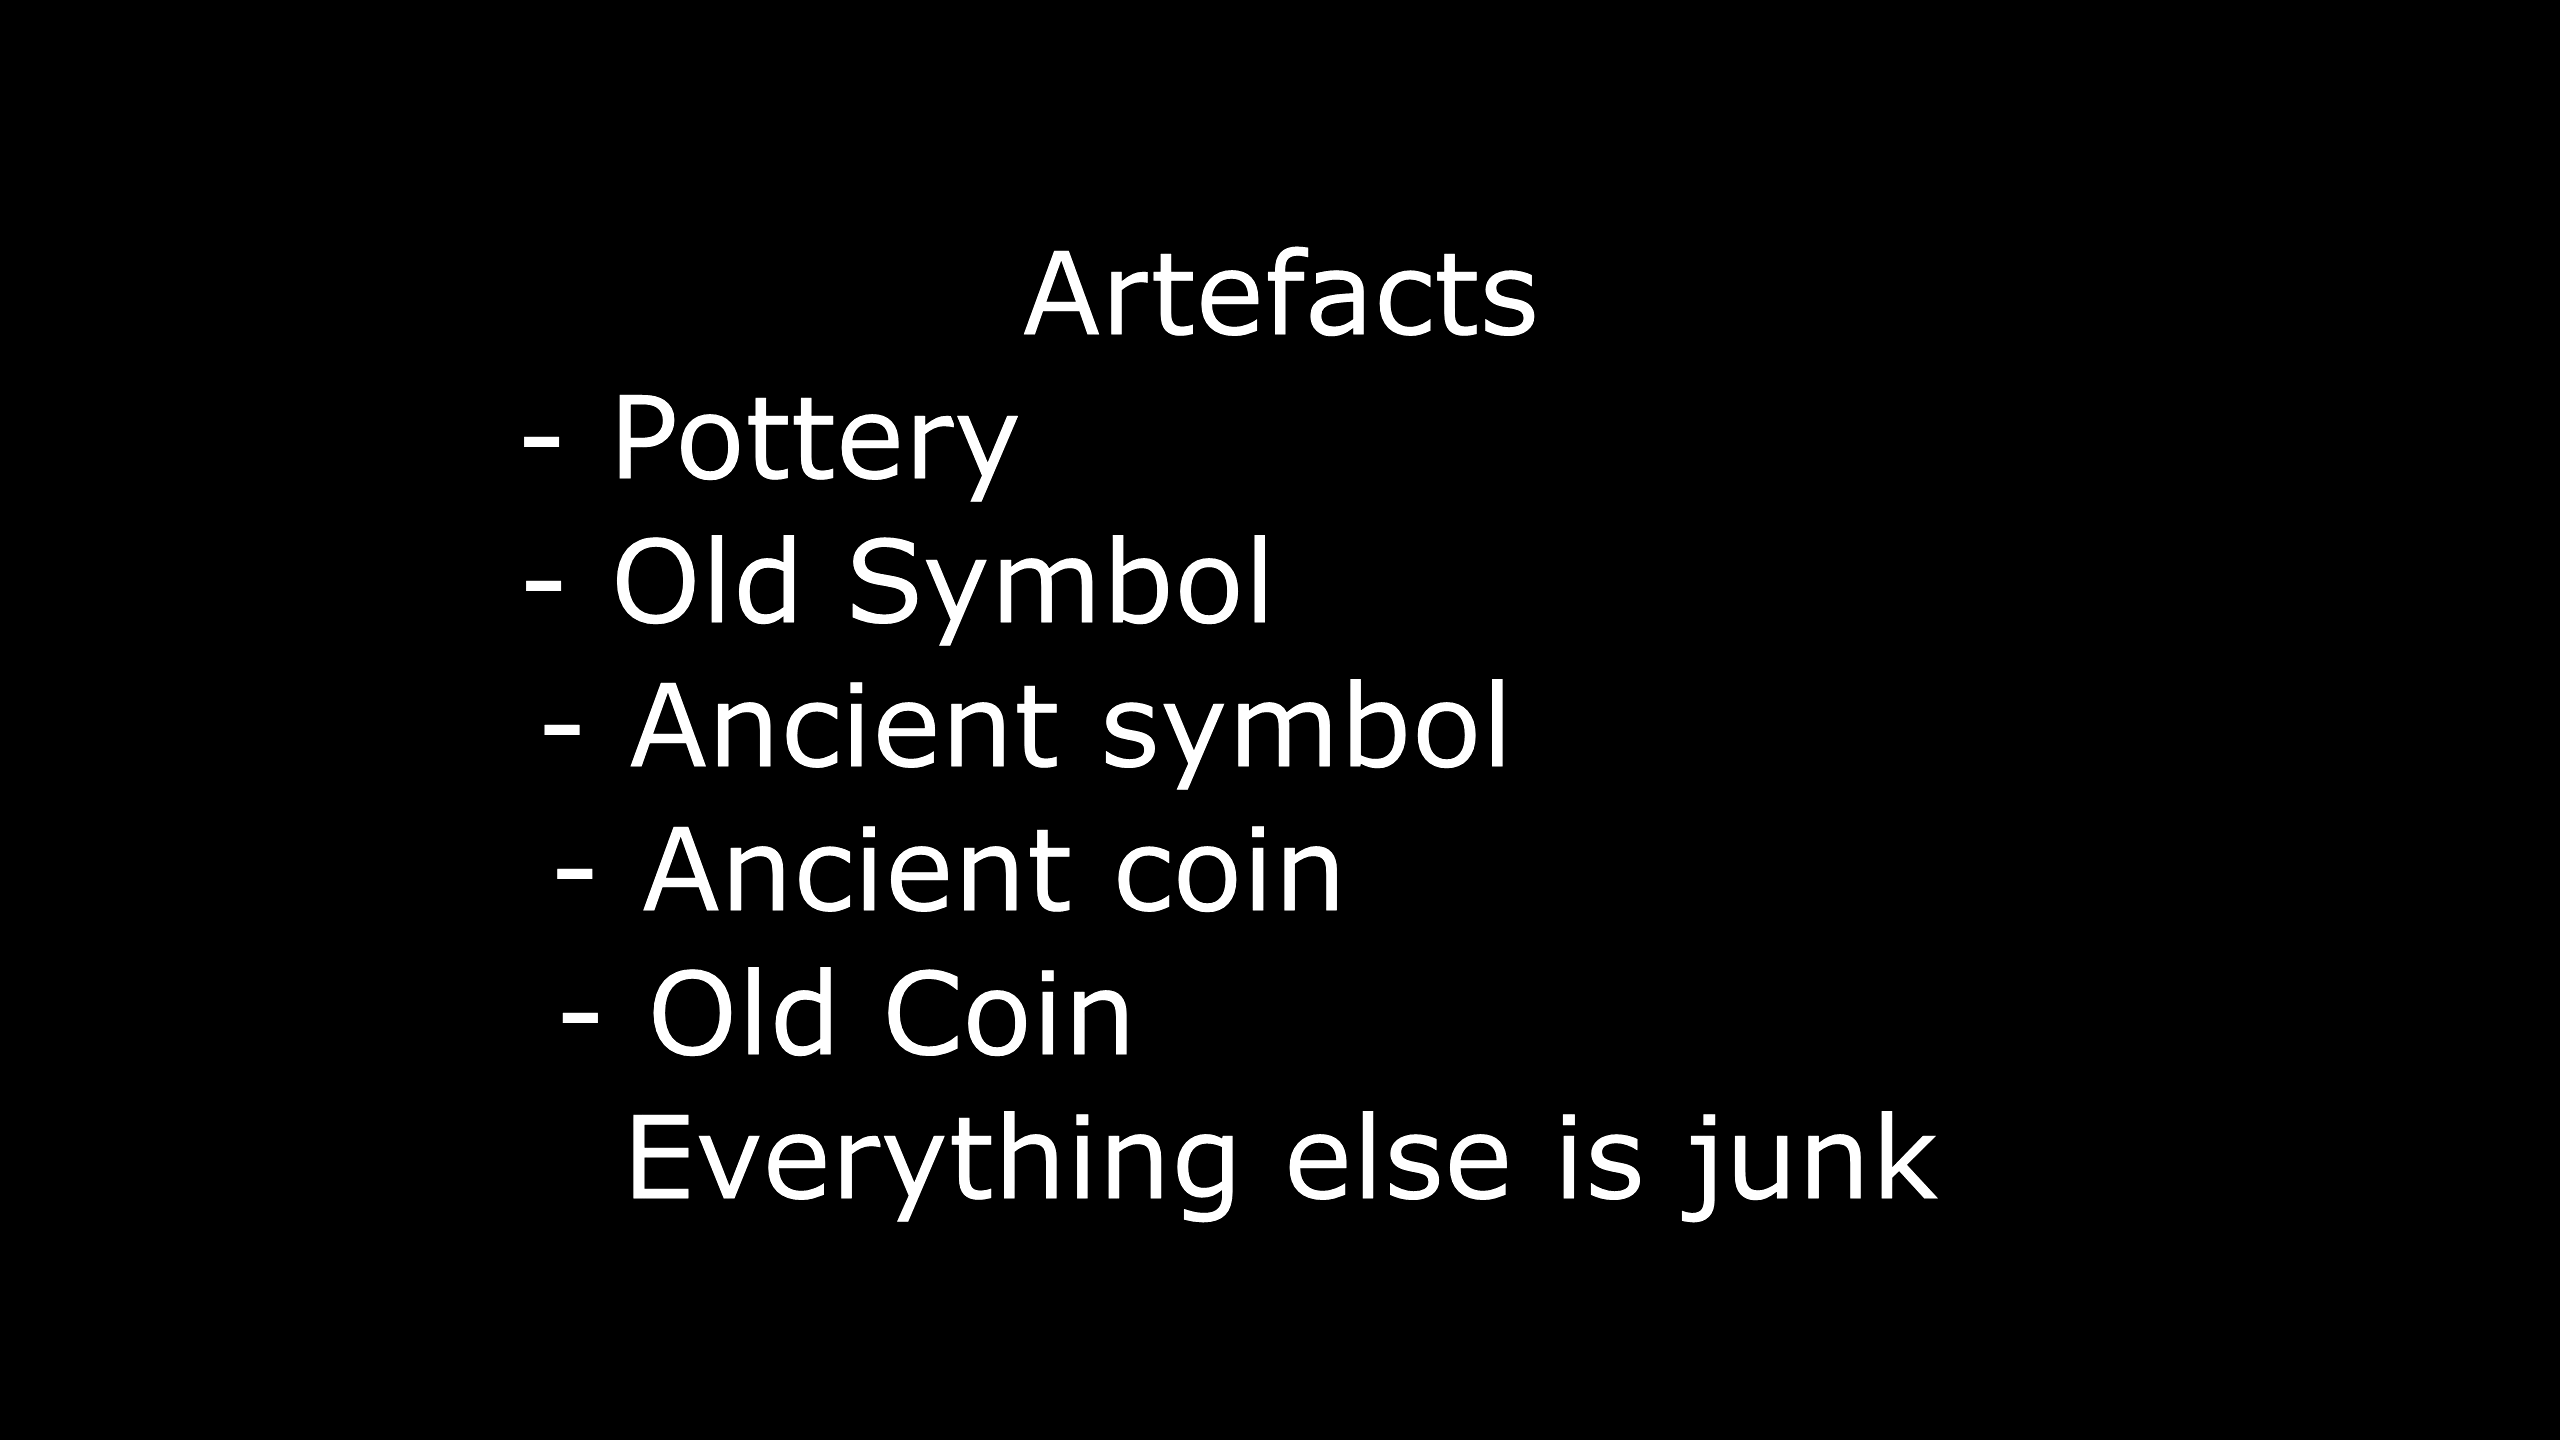 Artefacts
- Pottery
- Old Symbol
- Ancient symbol
- Ancient coin
- Old Coin
Everything else is junk